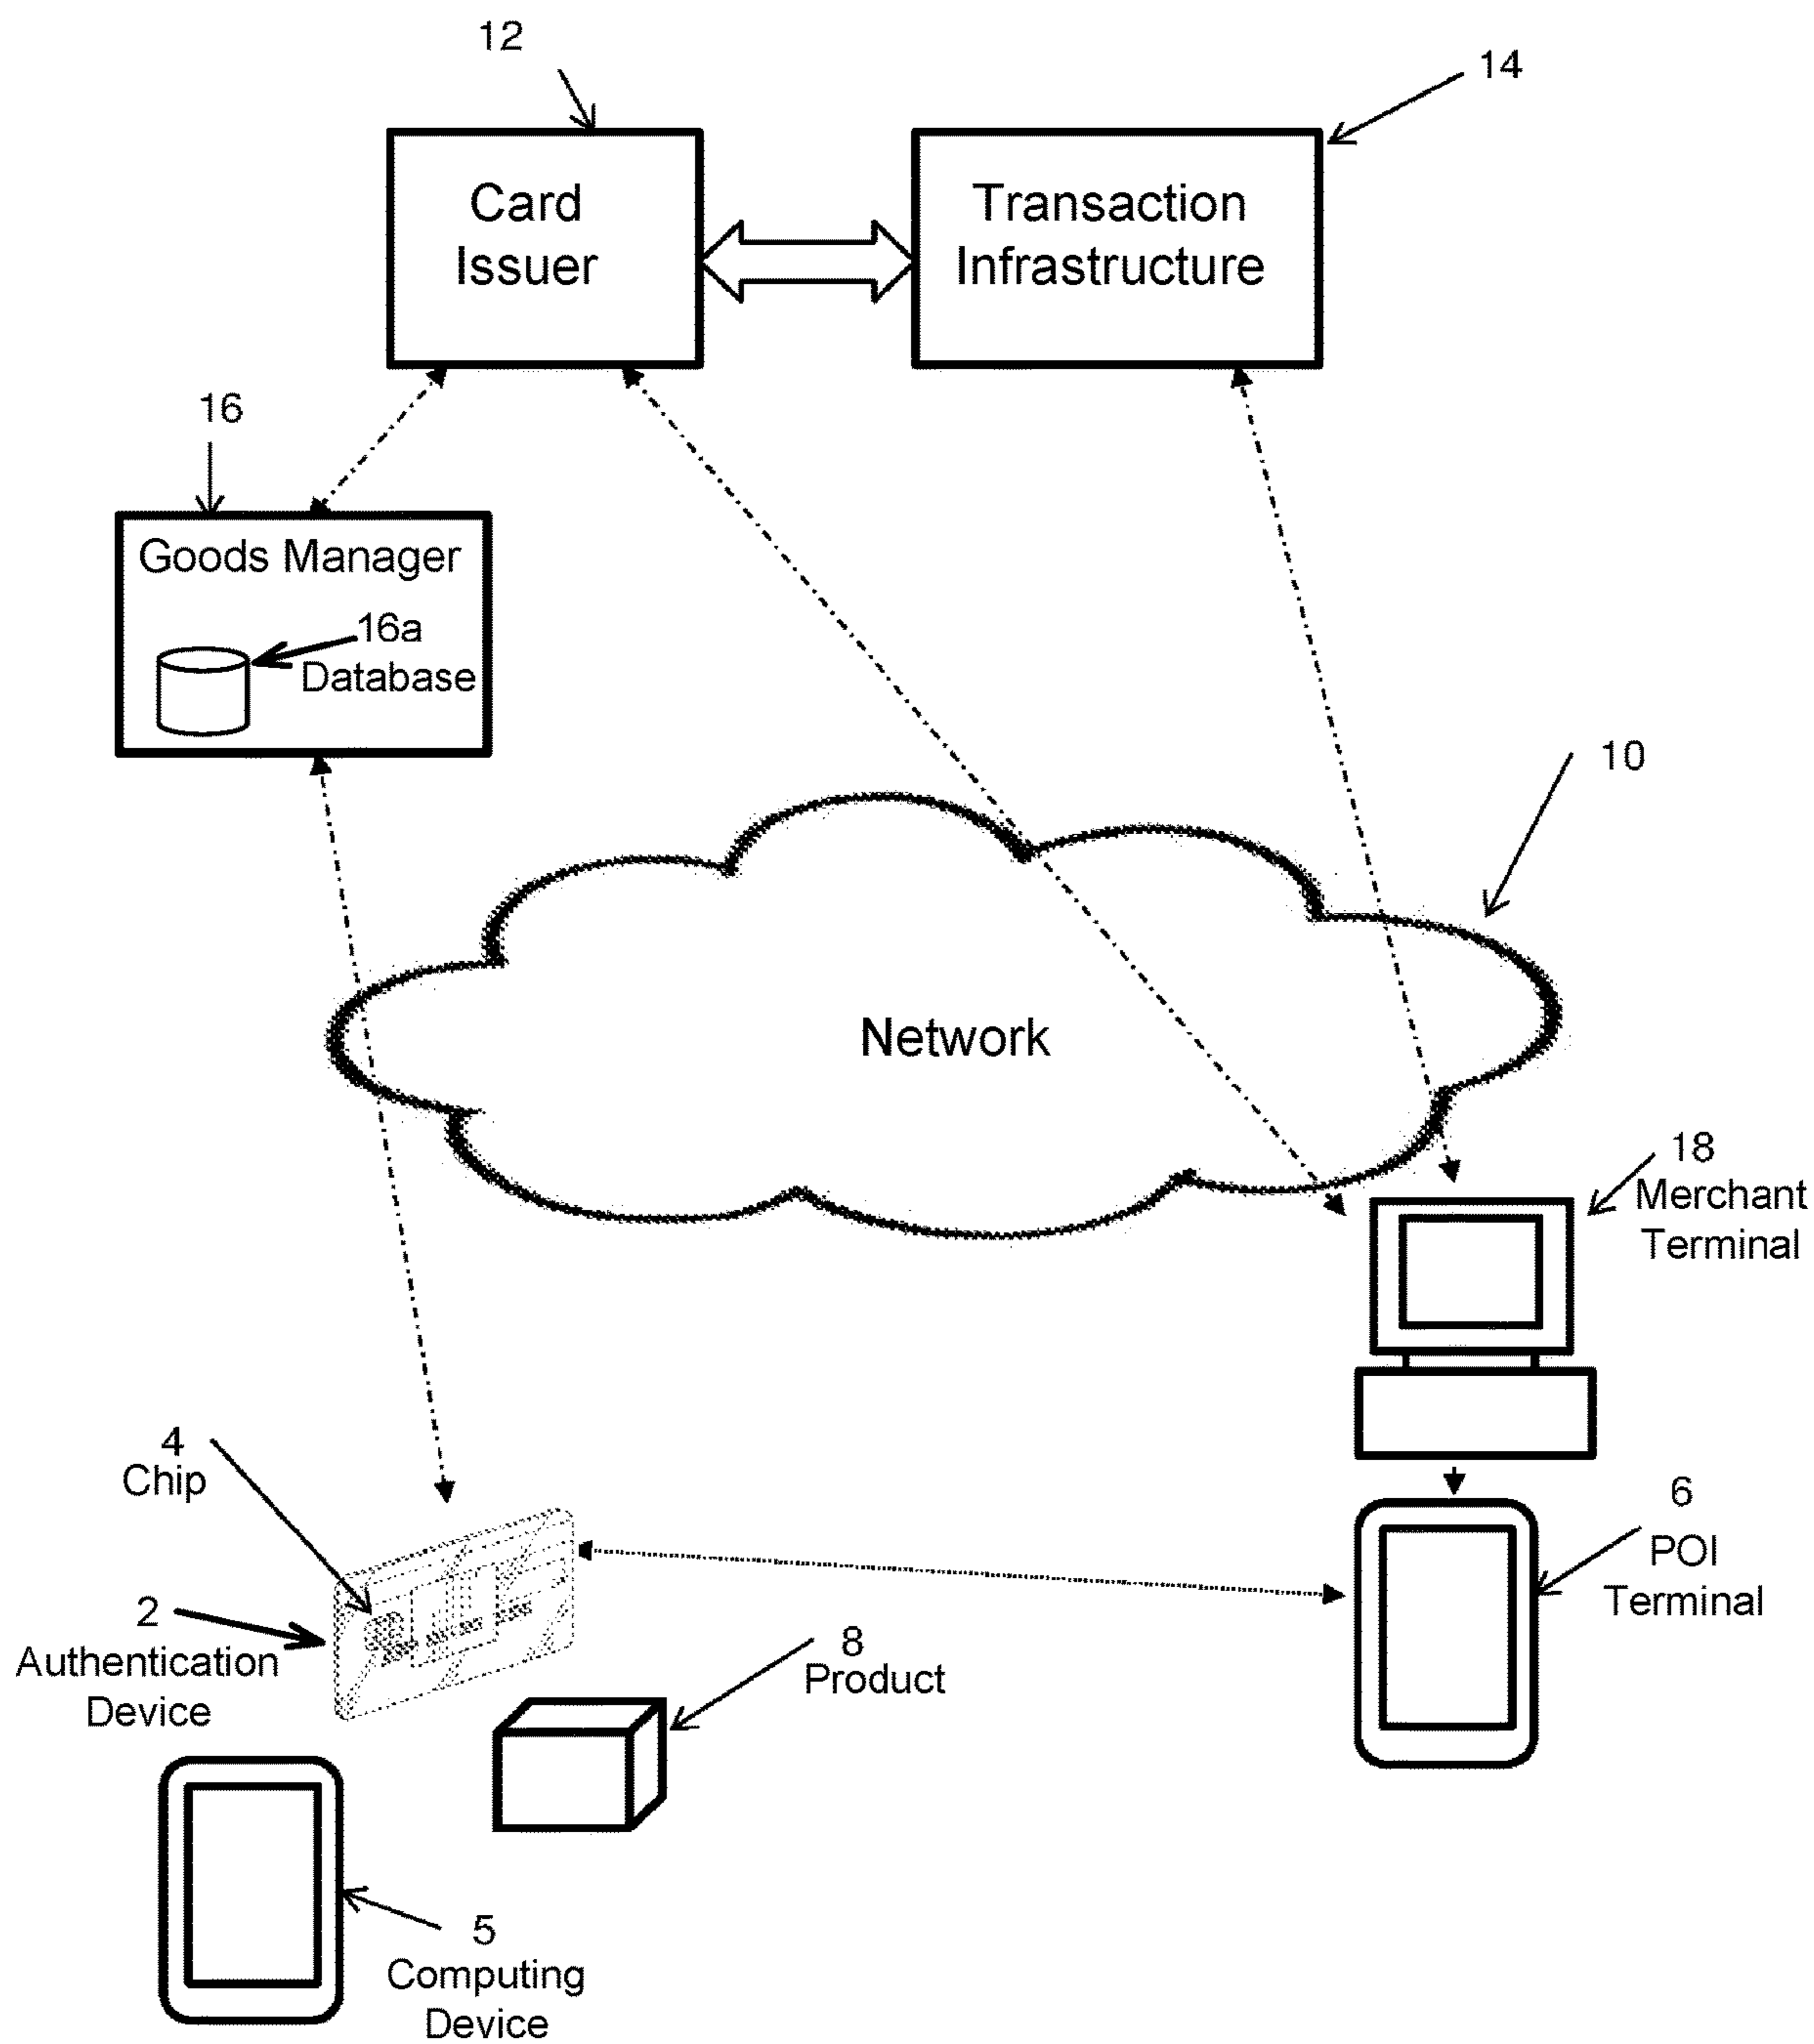 12
14
Card
Issuer
Transaction
Infrastructure
16
Goods Manager
16a
Database
10
Network
18
Merchant
Terminal
4
Chip
6
POI
Terminal
2
Authentication
Device
8
Product
5
Computing
Device